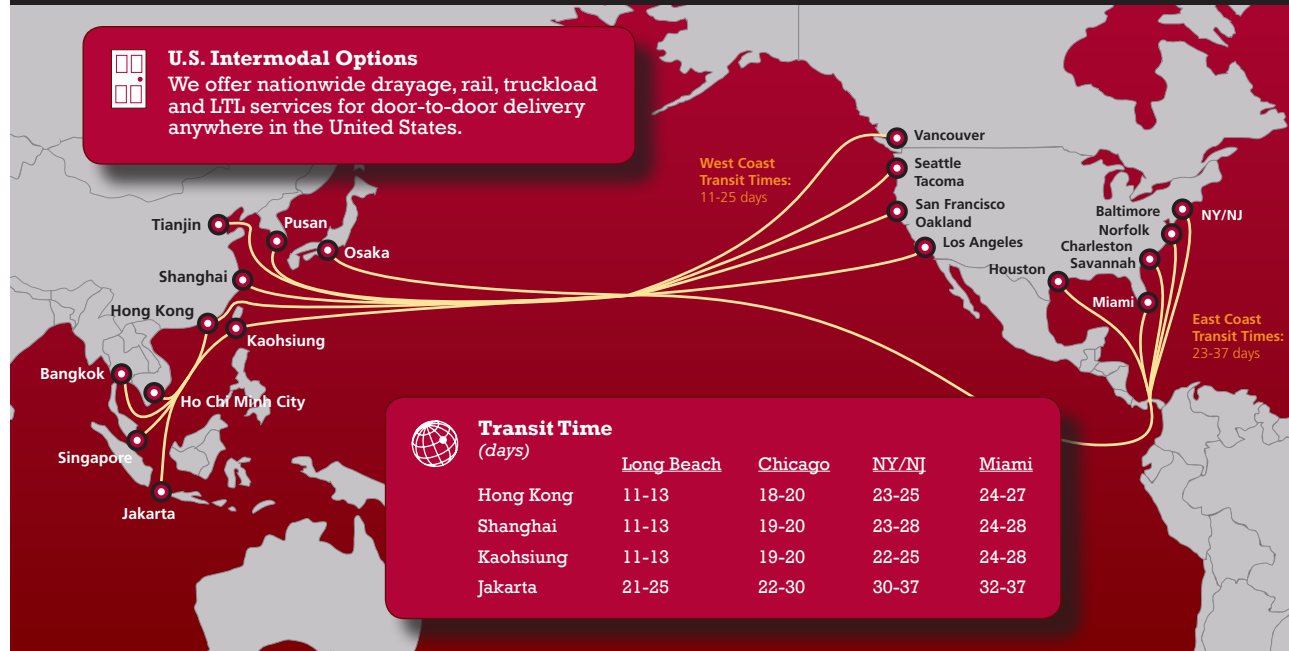 U.S. Intermodal Options
We offer nationwide drayage, rail, truckload
and LTL services for door-to-door delivery
anywhere in the United States.
Vancouver
West Coast
Transit Times:
11-25 days
Seattle
Tacoma
San Francisco
Oakland
Los Angeles
Baltimore
Norfolk
NY/NJ
Charleston
Savannah
Houston
Miami
East Coast
Transit Times:
23-37 days
Tianjin
Pusan
Osaka
Shanghai
Hong Kong
Kaohsiung
Bangkok
Ho Chi Minh City
Singapore
Jakarta
Transit Time
(days)
Long Beach Chicago NY/NJ Miami
Hong Kong 11-13 18-20 23-25 24-27
Shanghai 11-13 19-20 23-28 24-28
Kaohsiung 11-13 19-20 22-25 24-28
Jakarta 21-25 22-30 30-37 32-37